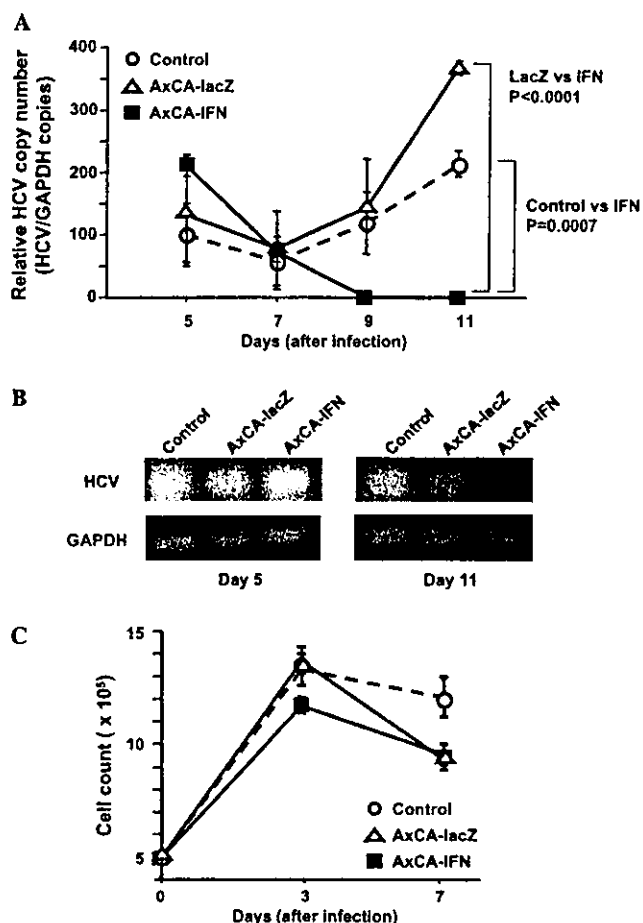 A
Relative HCV copy number
(HCV/GAPDH copies)
400
300
200
100
0
Control
AxCA-lacZ
AxCA-IFN
LacZ vs IFN
P<0.0001
Control vs IFN
P=0.0007
5 7 9 11
Days (after infection)
B
Control AxCA-lacZ AxCA-IFN Control AxCA-lacZ AxCA-IFN
HCV
GAPDH
Day 5 Day 11
C
Cell count ( x 10⁵)
15
10
5
Control
AxCA-lacZ
AxCA-IFN
0 3 7
Days (after infection)